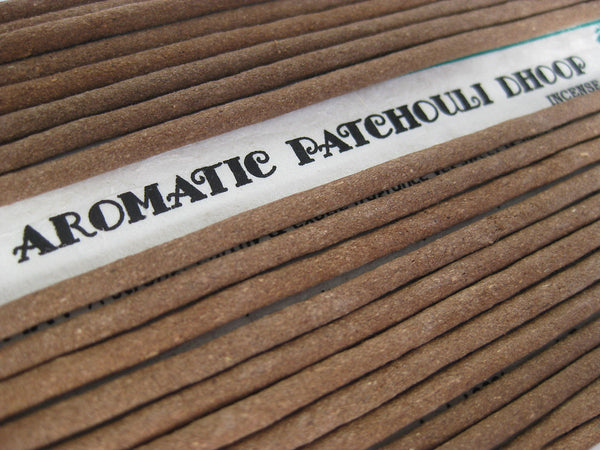 AROMATIC PATCHOULI DHOOP
INCENSE